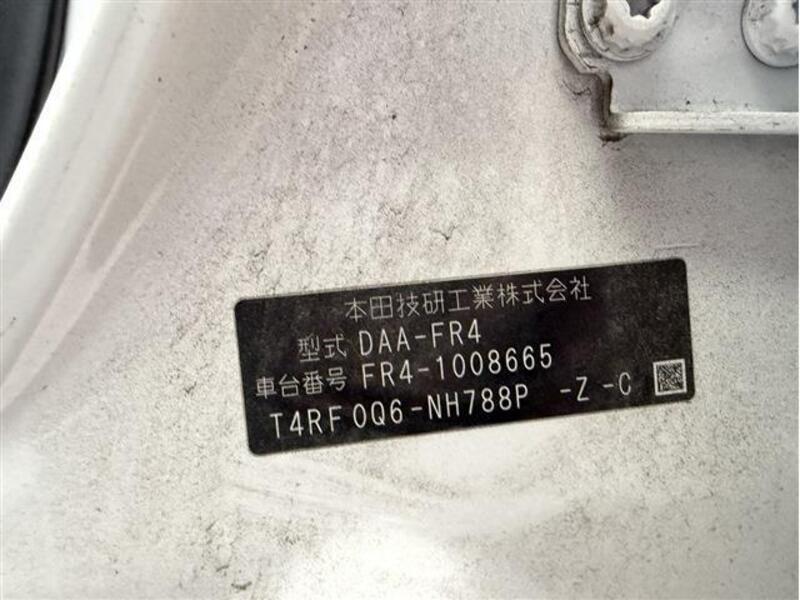 本田技研工業株式会社
型式 DAA-FR4
車台番号 FR4-1008665
T4RF0Q6-NH788P -Z -C